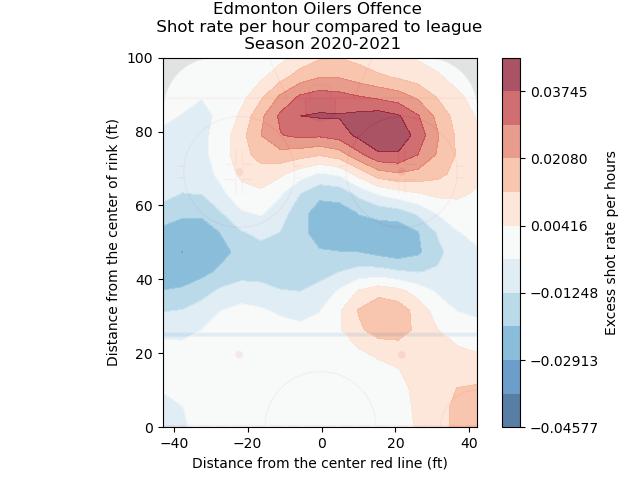 Edmonton Oilers Offence
Shot rate per hour compared to league
Season 2020-2021
100
80
60
40
20
0
Distance from the center of rink (ft)
−40
−20
0
20
40
Distance from the center red line (ft)
0.03745
0.02080
0.00416
−0.01248
−0.02913
−0.04577
Excess shot rate per hours